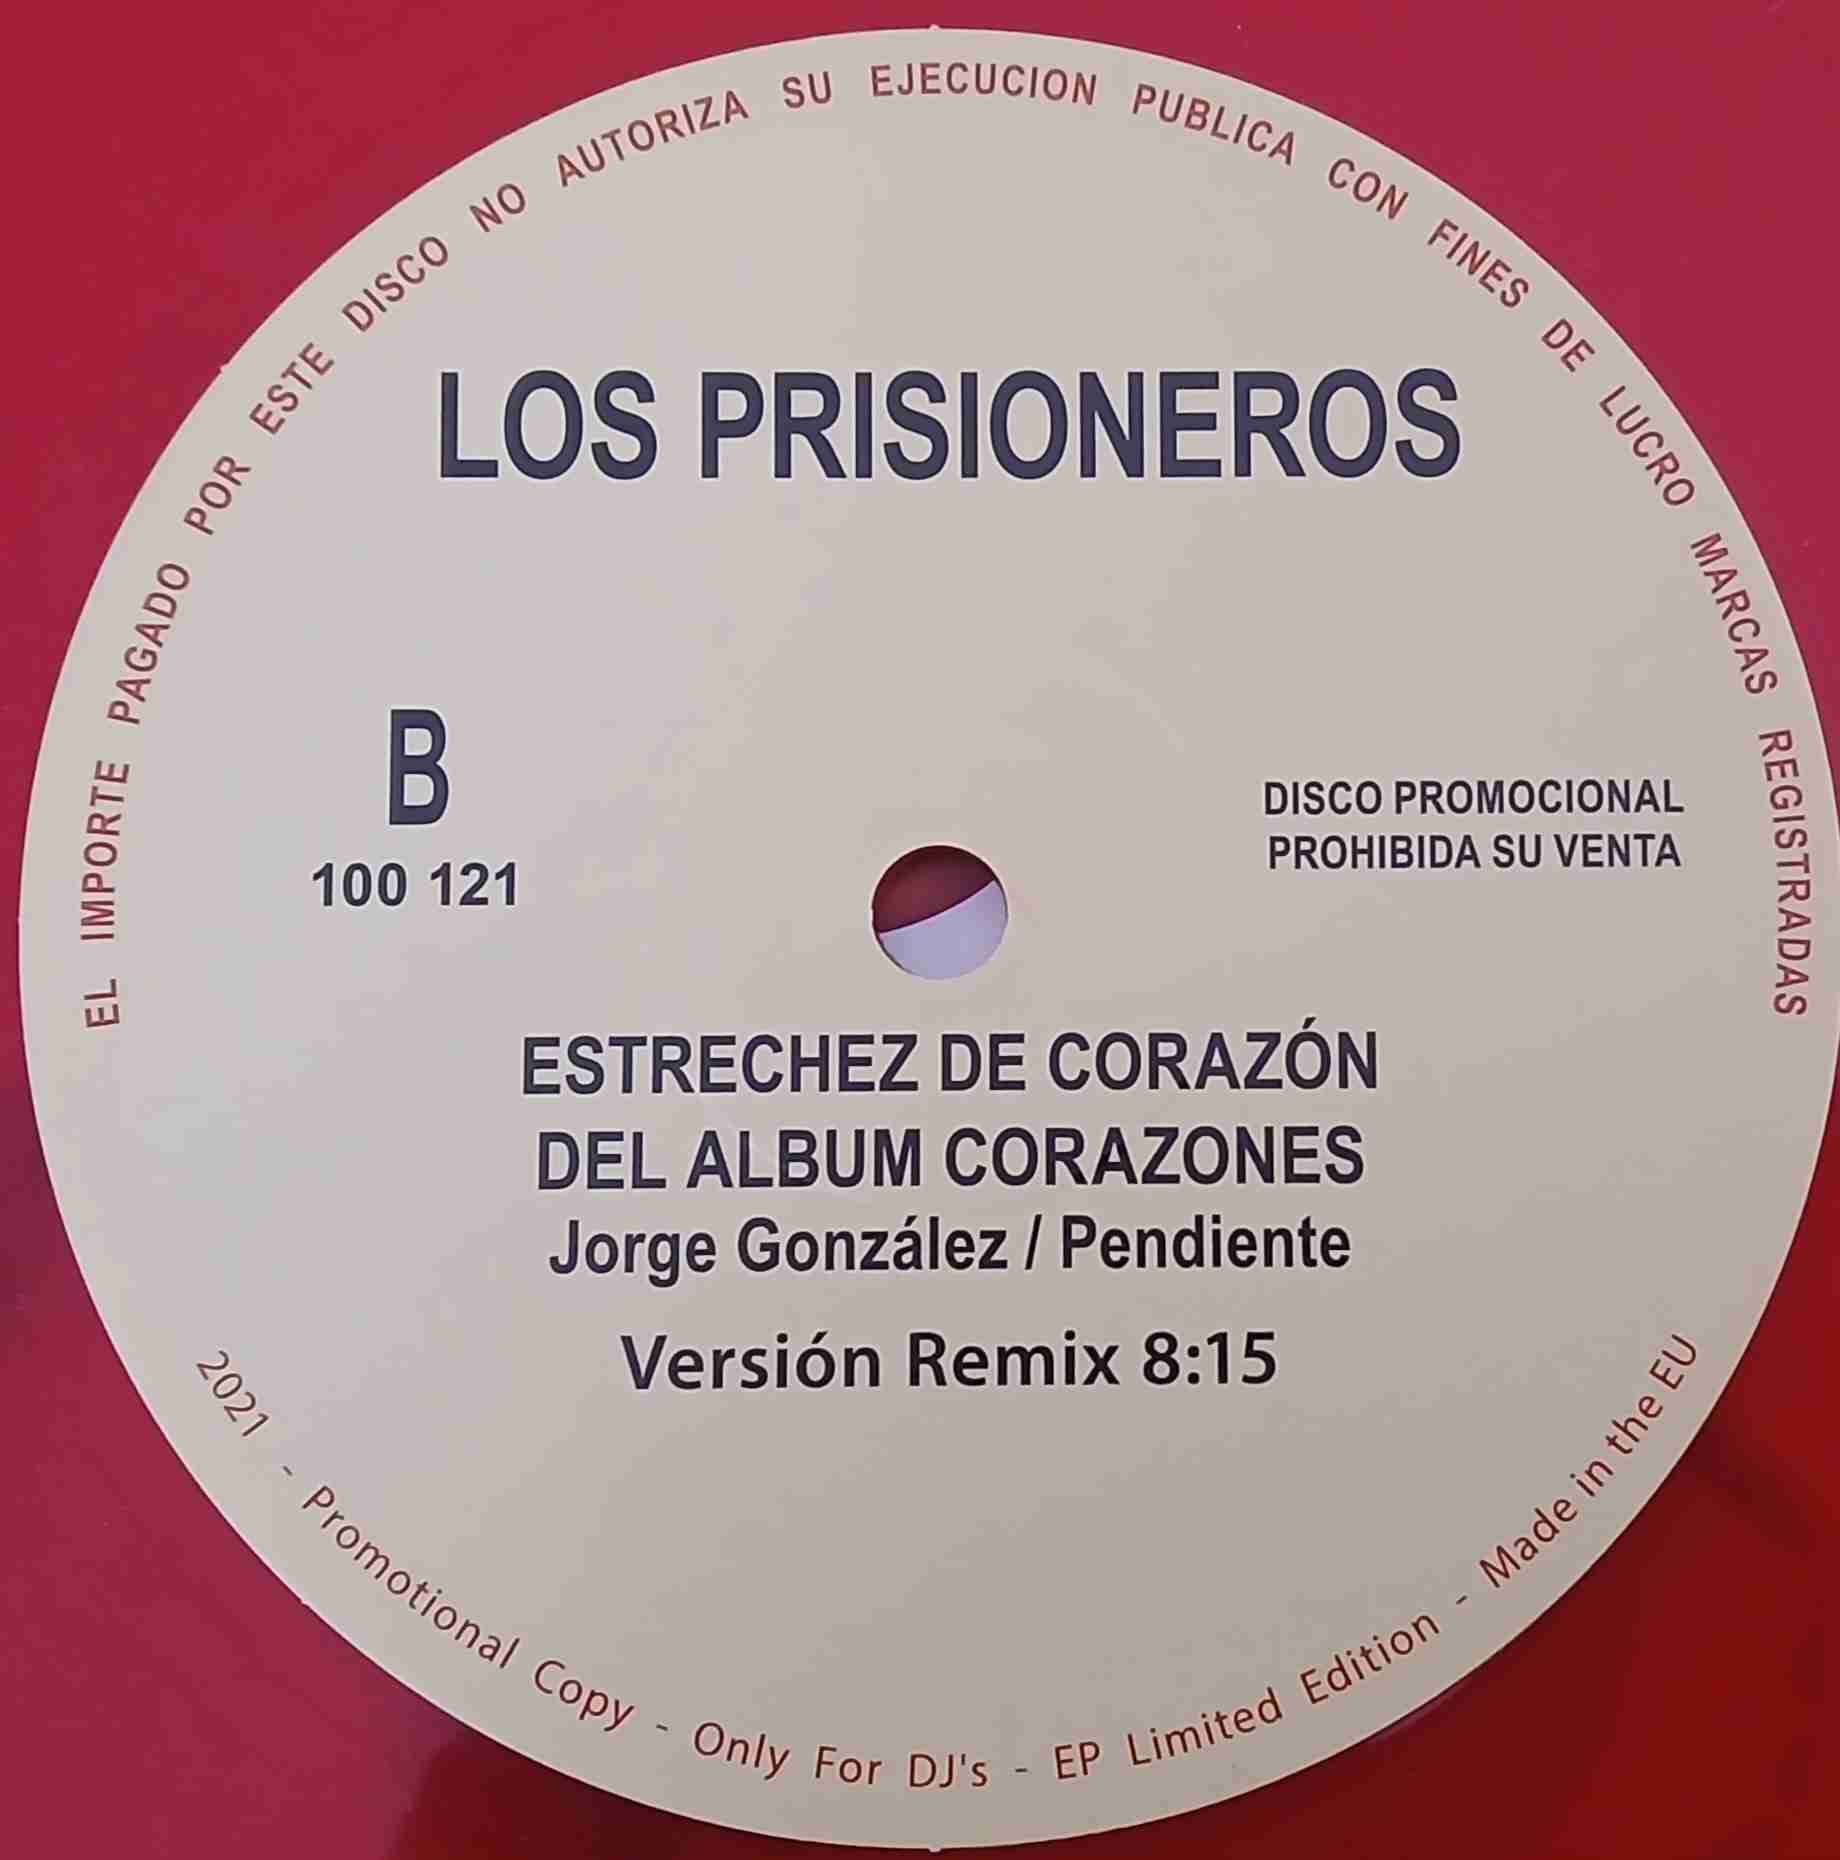 EL IMPORTE PAGADO POR ESTE DISCO NO AUTORIZA SU EJECUCION PUBLICA CON FINES DE LUCRO MARCAS REGISTRADAS
LOS PRISIONEROS
B
100 121
DISCO PROMOCIONAL
PROHIBIDA SU VENTA
ESTRECHEZ DE CORAZÓN
DEL ALBUM CORAZONES
Jorge González / Pendiente
Versión Remix 8:15
2021 - Promotional Copy - Only For DJ's - EP Limited Edition - Made in the EU